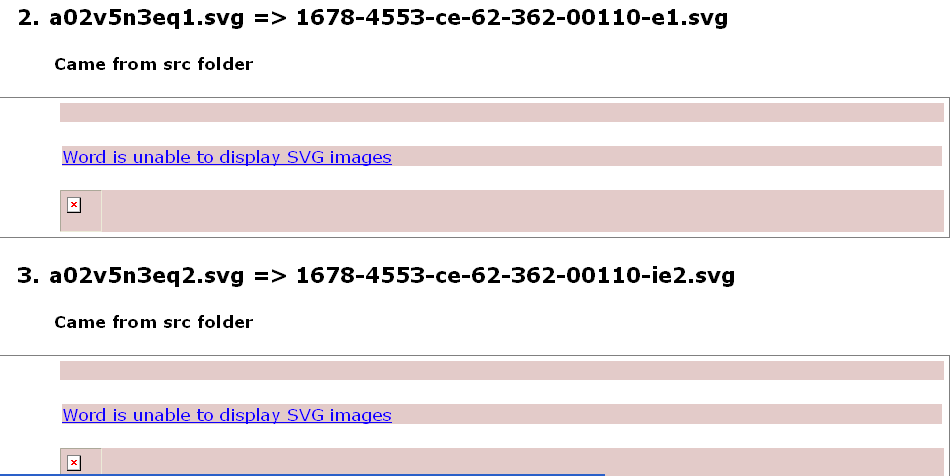 2. a02v5n3eq1.svg => 1678-4553-ce-62-362-00110-e1.svg
Came from src folder
Word is unable to display SVG images
3. a02v5n3eq2.svg => 1678-4553-ce-62-362-00110-ie2.svg
Came from src folder
Word is unable to display SVG images